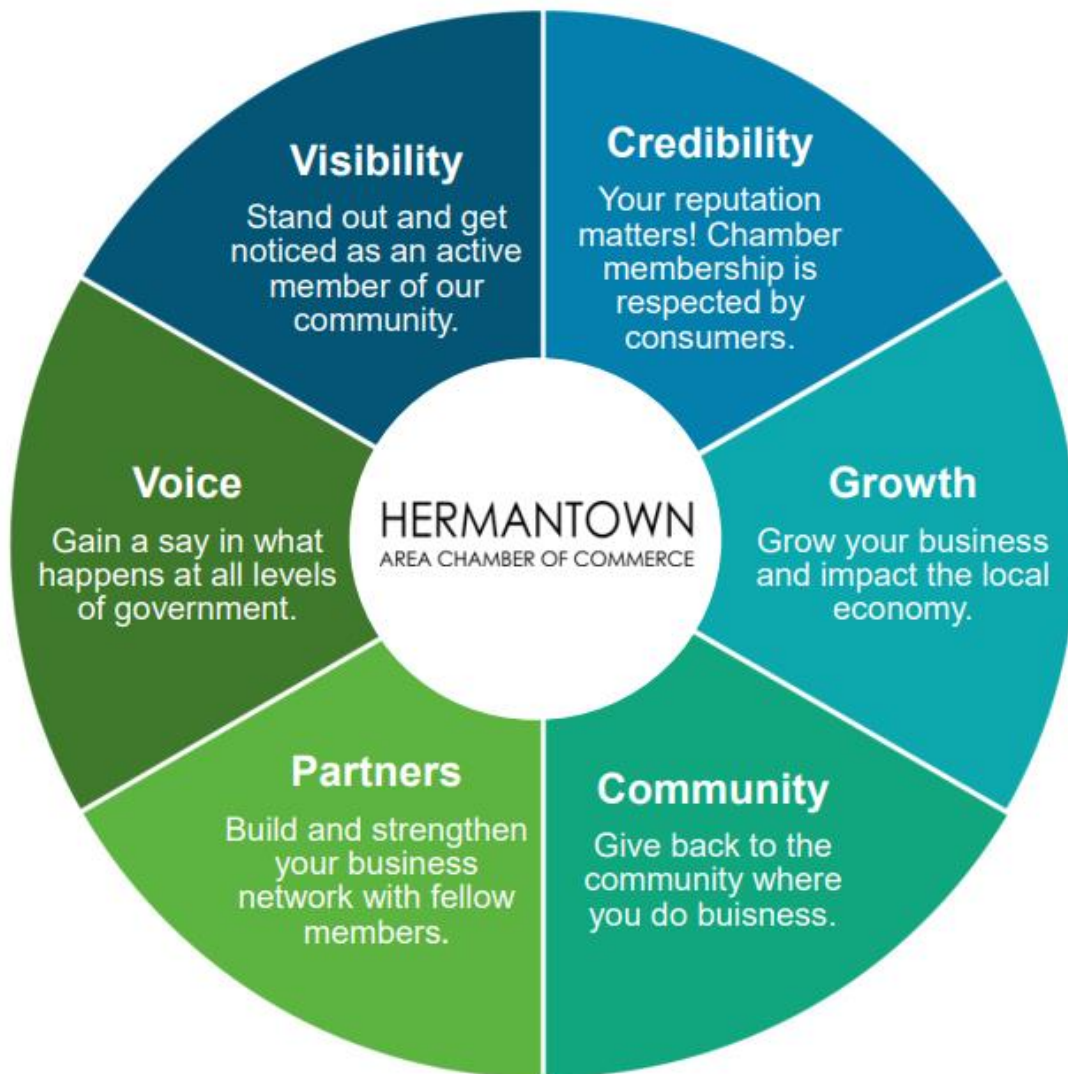 Visibility
Stand out and get
noticed as an active
member of our
community.
Credibility
Your reputation
matters! Chamber
membership is
respected by
consumers.
Voice
Gain a say in what
happens at all levels
of government.
HERMANTOWN
AREA CHAMBER OF COMMERCE
Growth
Grow your business
and impact the local
economy.
Partners
Build and strengthen
your business
network with fellow
members.
Community
Give back to the
community where
you do buisness.